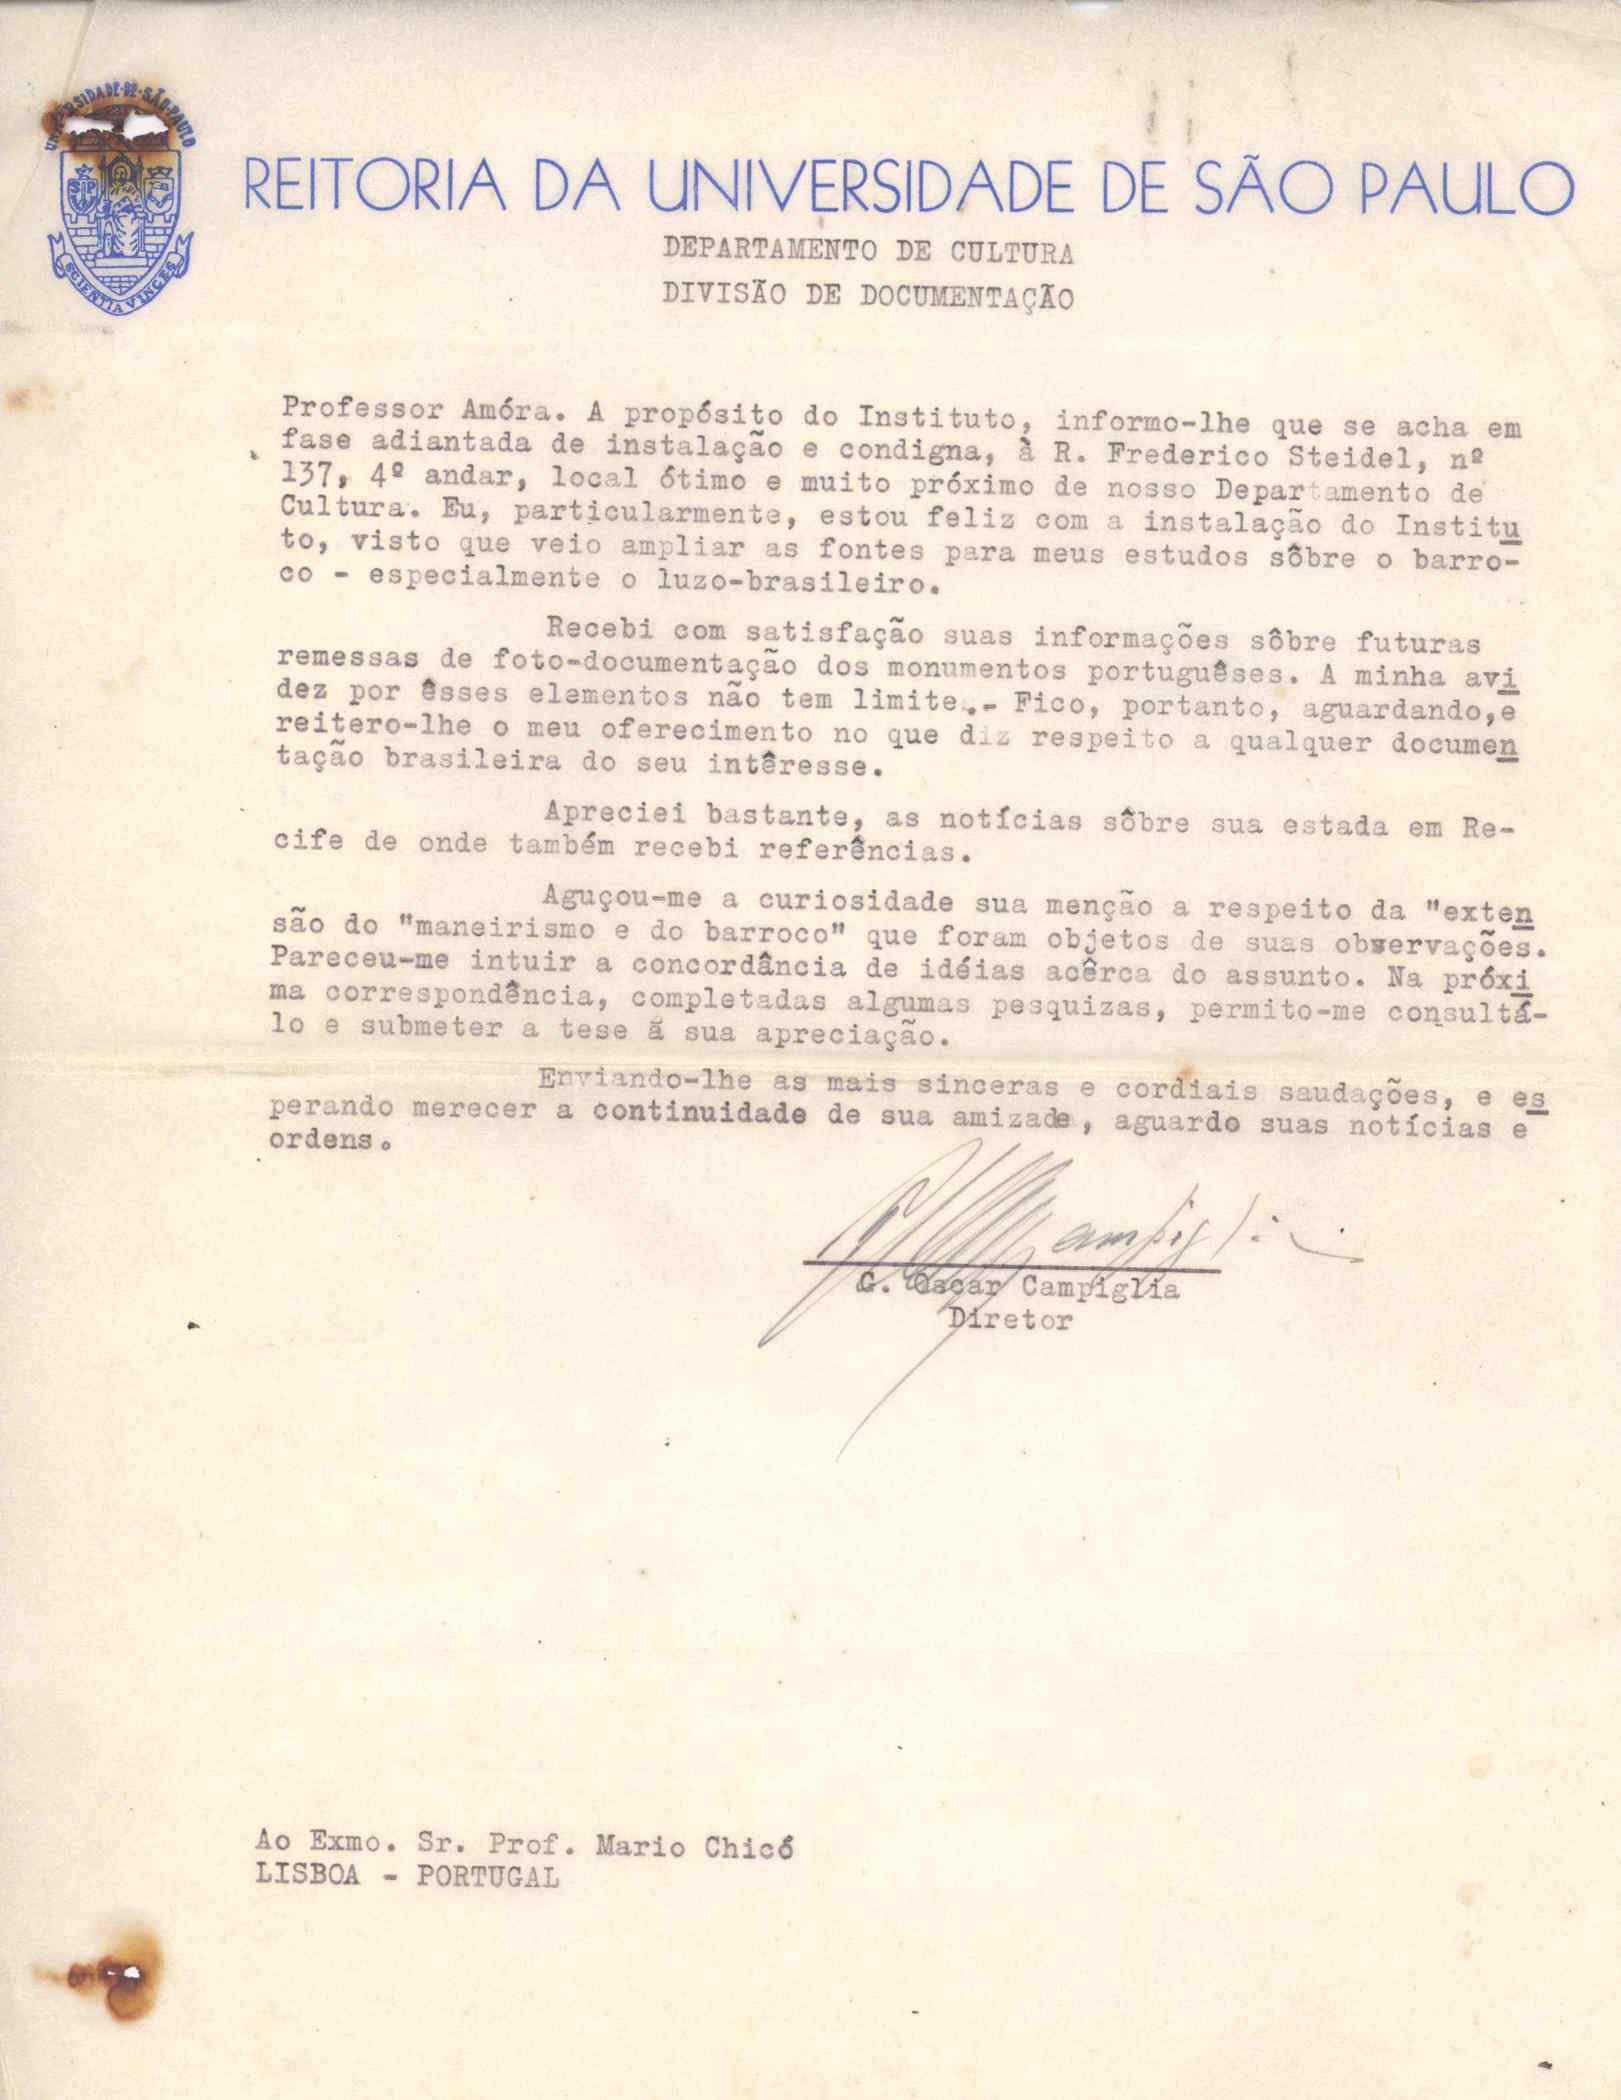 UNIVERSIDADE·DE·SÃO·PAULO
SP
SCIENTIA VINCES
REITORIA DA UNIVERSIDADE DE SÃO PAULO
DEPARTAMENTO DE CULTURA
DIVISÃO DE DOCUMENTAÇÃO
Professor Amóra. A propósito do Instituto, informo-lhe que se acha em
fase adiantada de instalação e condigna, à R. Frederico Steidel, nº
137, 4º andar, local ótimo e muito próximo de nosso Departamento de
Cultura. Eu, particularmente, estou feliz com a instalação do Institu
to, visto que veio ampliar as fontes para meus estudos sôbre o barro-
co - especialmente o luzo-brasileiro.
Recebi com satisfação suas informações sôbre futuras
remessas de foto-documentação dos monumentos portuguêses. A minha avi
dez por êsses elementos não tem limite.- Fico, portanto, aguardando,e
reitero-lhe o meu oferecimento no que diz respeito a qualquer documen
tação brasileira do seu intêresse.
Apreciei bastante, as notícias sôbre sua estada em Re-
cife de onde também recebi referências.
Aguçou-me a curiosidade sua menção a respeito da "exten
são do "maneirismo e do barroco" que foram objetos de suas observações.
Pareceu-me intuir a concordância de idéias acêrca do assunto. Na próxi
ma correspondência, completadas algumas pesquizas, permito-me consultá-
lo e submeter a tese á sua apreciação.
Enviando-lhe as mais sinceras e cordiais saudações, e es
perando merecer a continuidade de sua amizade, aguardo suas notícias e
ordens.
Campiglia
G. Oscar Campiglia
Diretor
Ao Exmo. Sr. Prof. Mario Chicó
LISBOA - PORTUGAL